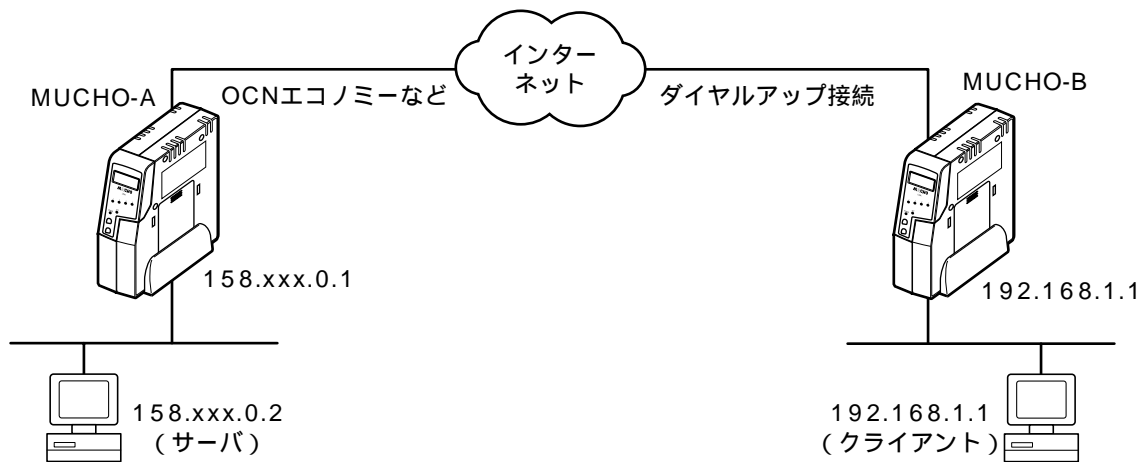 インター
ネット
MUCHO-A
OCNエコノミーなど
ダイヤルアップ接続
MUCHO-B
158.xxx.0.1
192.168.1.1
158.xxx.0.2
(サーバ)
192.168.1.1
(クライアント)